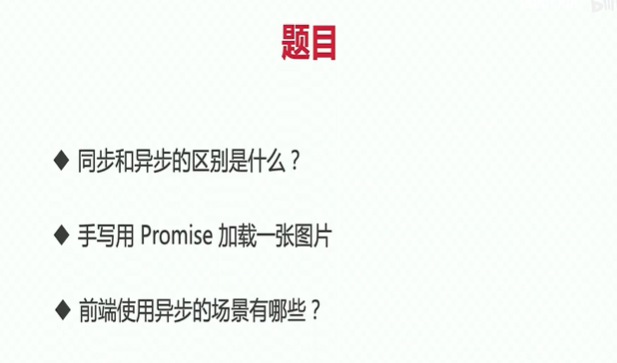 题目
◆ 同步和异步的区别是什么？
◆ 手写用 Promise 加载一张图片
◆ 前端使用异步的场景有哪些？